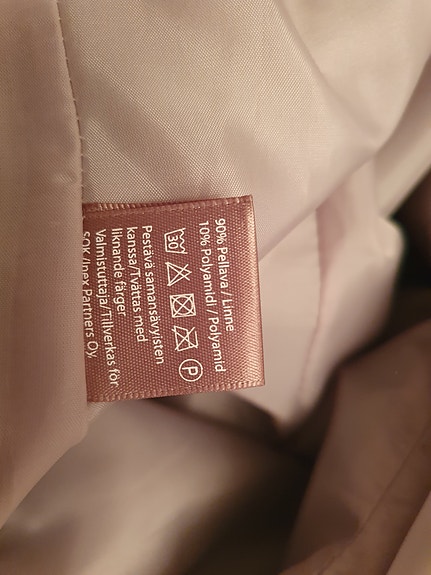 90% Pellava / Linne
10% Polyamidi / Polyamid
30 P
Pestävä samansävyisten
kanssa/Tvättas med
liknande färger
Valmistuttaja/Tillverkas för
SOK/Inex Partners Oy.